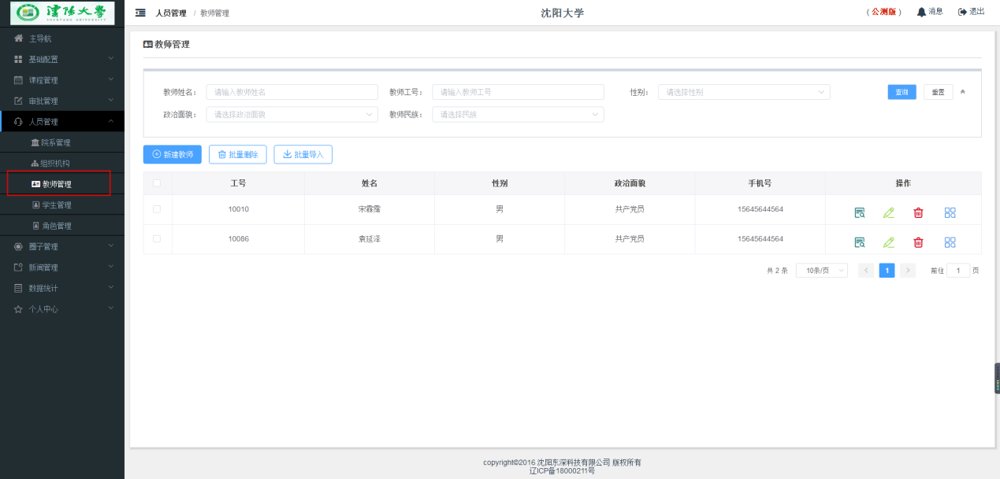 瀋陽大學
SHENYANG UNIVERSITY
人员管理 / 教师管理
沈阳大学
(公测版)
消息
退出
主导航
基础配置
课程管理
审批管理
人员管理
院系管理
组织机构
教师管理
学生管理
角色管理
圈子管理
新闻管理
数据统计
个人中心
教师管理
教师姓名: 请输入教师姓名 教师工号: 请输入教师工号 性别: 请选择性别 查询 重置
政治面貌: 请选择政治面貌 教师民族: 请选择民族
新建教师 批量删除 批量导入
工号 姓名 性别 政治面貌 手机号 操作
10010 宋霖霈 男 共产党员 15645644564
10086 袁延泽 男 共产党员 15645644564
共 2 条 10条/页 1 前往 1 页
copyright©2016 沈阳东深科技有限公司 版权所有
辽ICP备18000211号